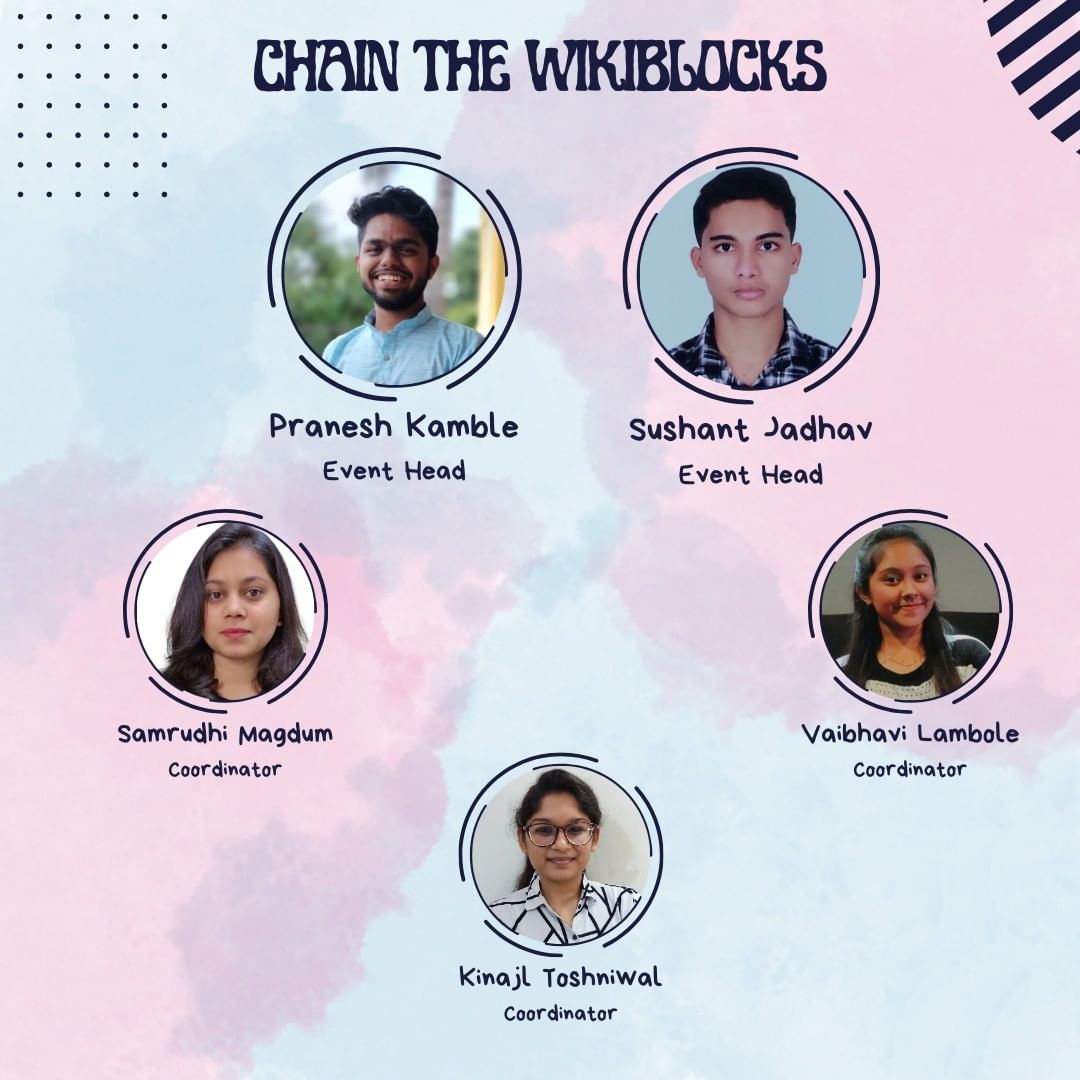 CHAIN THE WIKIBLOCKS
Pranesh Kamble
Event Head
Sushant Jadhav
Event Head
Samrudhi Magdum
Coordinator
Vaibhavi Lambole
Coordinator
Kinajl Toshniwal
Coordinator